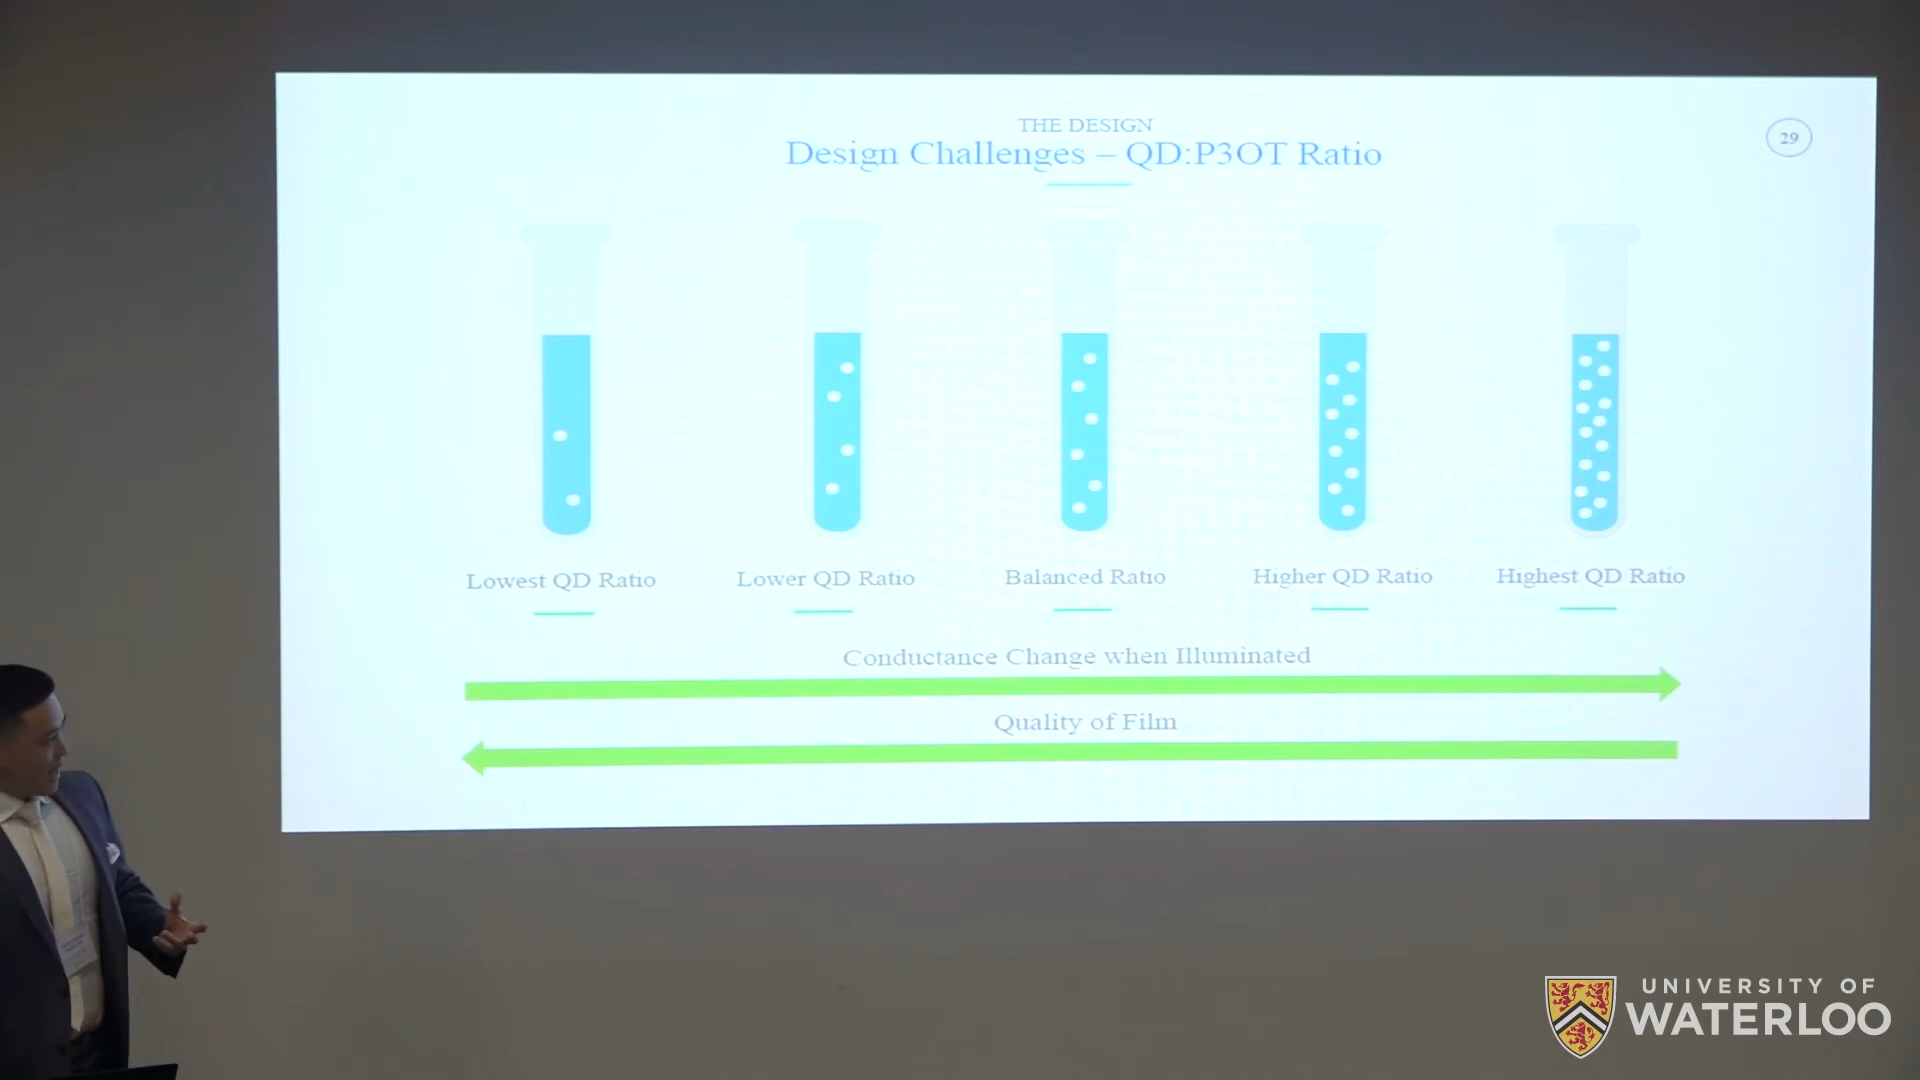 THE DESIGN
Design Challenges – QD:P3OT Ratio
29
Lowest QD Ratio
Lower QD Ratio
Balanced Ratio
Higher QD Ratio
Highest QD Ratio
Conductance Change when Illuminated
Quality of Film
UNIVERSITY OF
WATERLOO